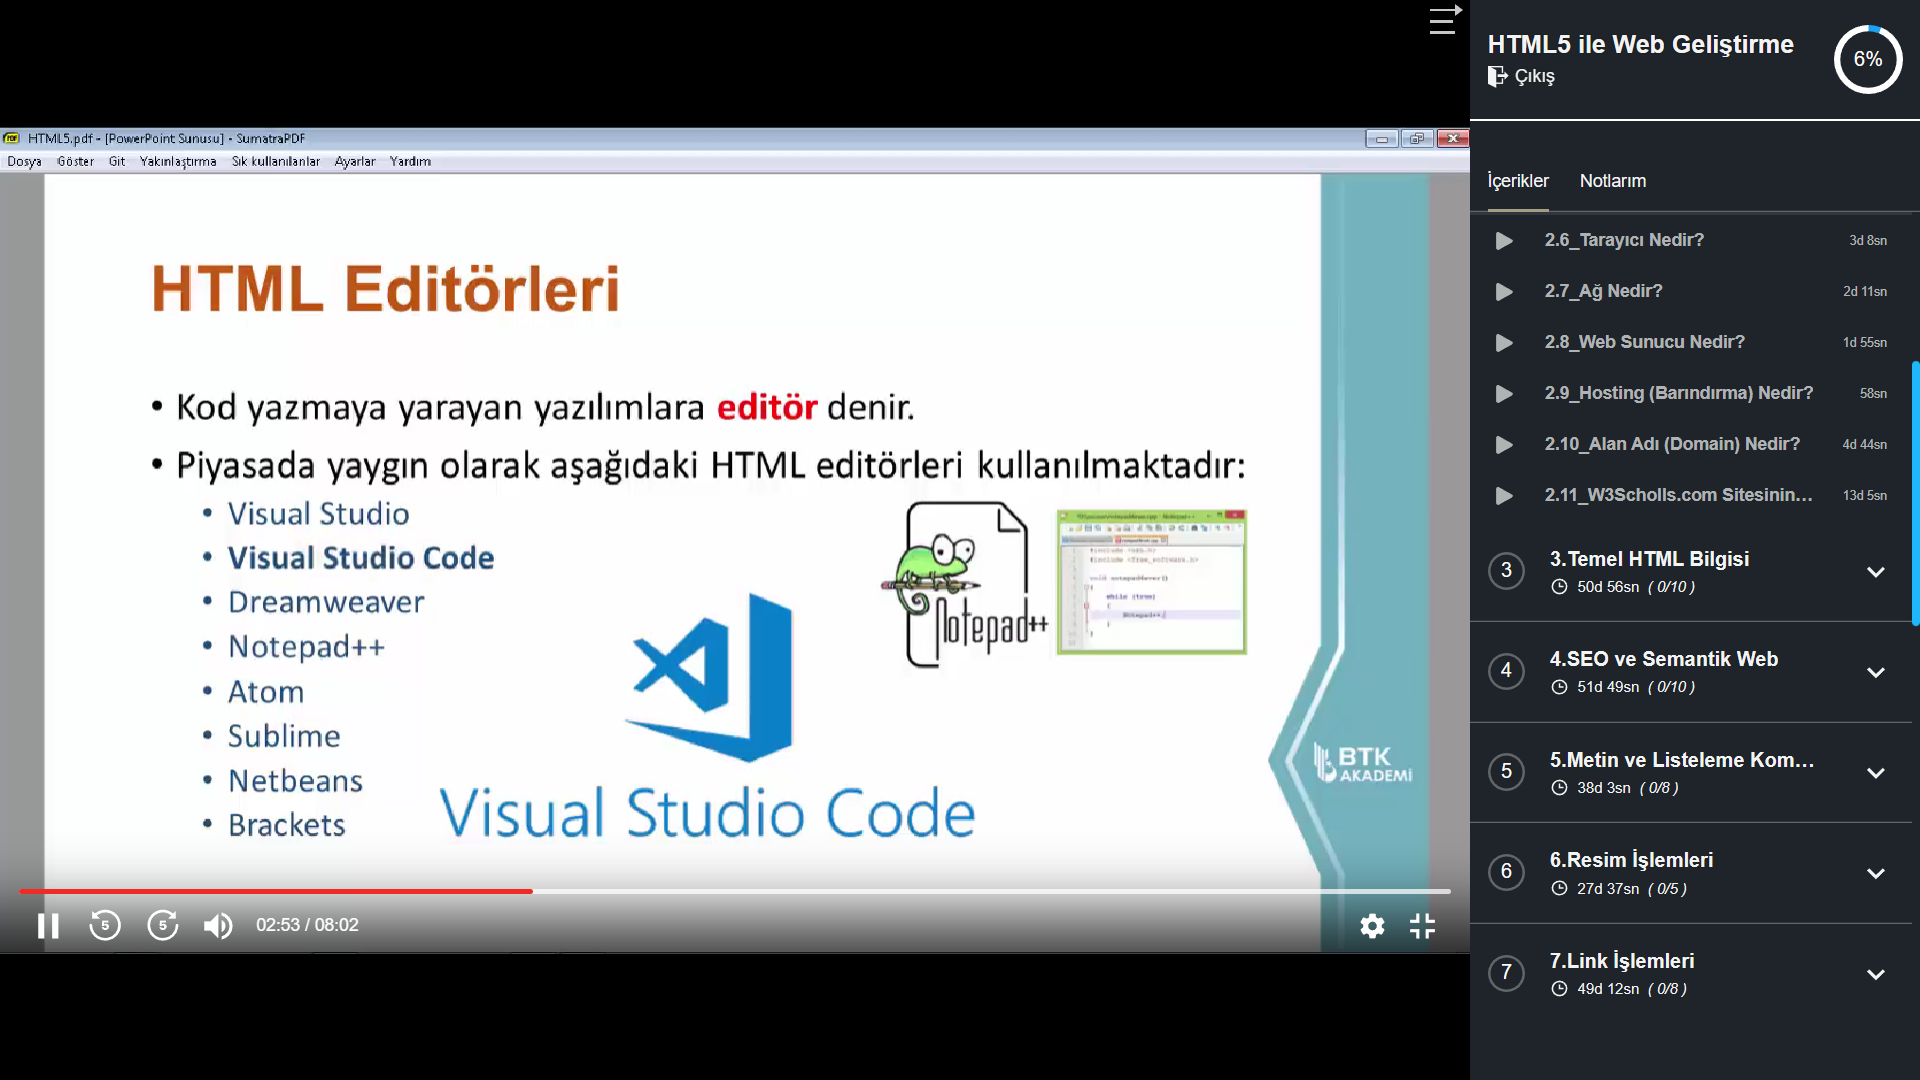 HTML5.pdf - [PowerPoint Sunusu] - SumatraPDF
Dosya Göster Git Yakınlaştırma Sık kullanılanlar Ayarlar Yardım
HTML Editörleri
• Kod yazmaya yarayan yazılımlara editör denir.
• Piyasada yaygın olarak aşağıdaki HTML editörleri kullanılmaktadır:
• Visual Studio
• Visual Studio Code
• Dreamweaver
• Notepad++
• Atom
• Sublime
• Netbeans
• Brackets
Notepad++
while (true)
Visual Studio Code
BTK
AKADEMİ
5 5 02:53 / 08:02
HTML5 ile Web Geliştirme
Çıkış
6%
İçerikler Notlarım
2.6_Tarayıcı Nedir? 3d 8sn
2.7_Ağ Nedir? 2d 11sn
2.8_Web Sunucu Nedir? 1d 55sn
2.9_Hosting (Barındırma) Nedir? 58sn
2.10_Alan Adı (Domain) Nedir? 4d 44sn
2.11_W3Scholls.com Sitesinin... 13d 5sn
3 3.Temel HTML Bilgisi
50d 56sn ( 0/10 )
4 4.SEO ve Semantik Web
51d 49sn ( 0/10 )
5 5.Metin ve Listeleme Kom...
38d 3sn ( 0/8 )
6 6.Resim İşlemleri
27d 37sn ( 0/5 )
7 7.Link İşlemleri
49d 12sn ( 0/8 )